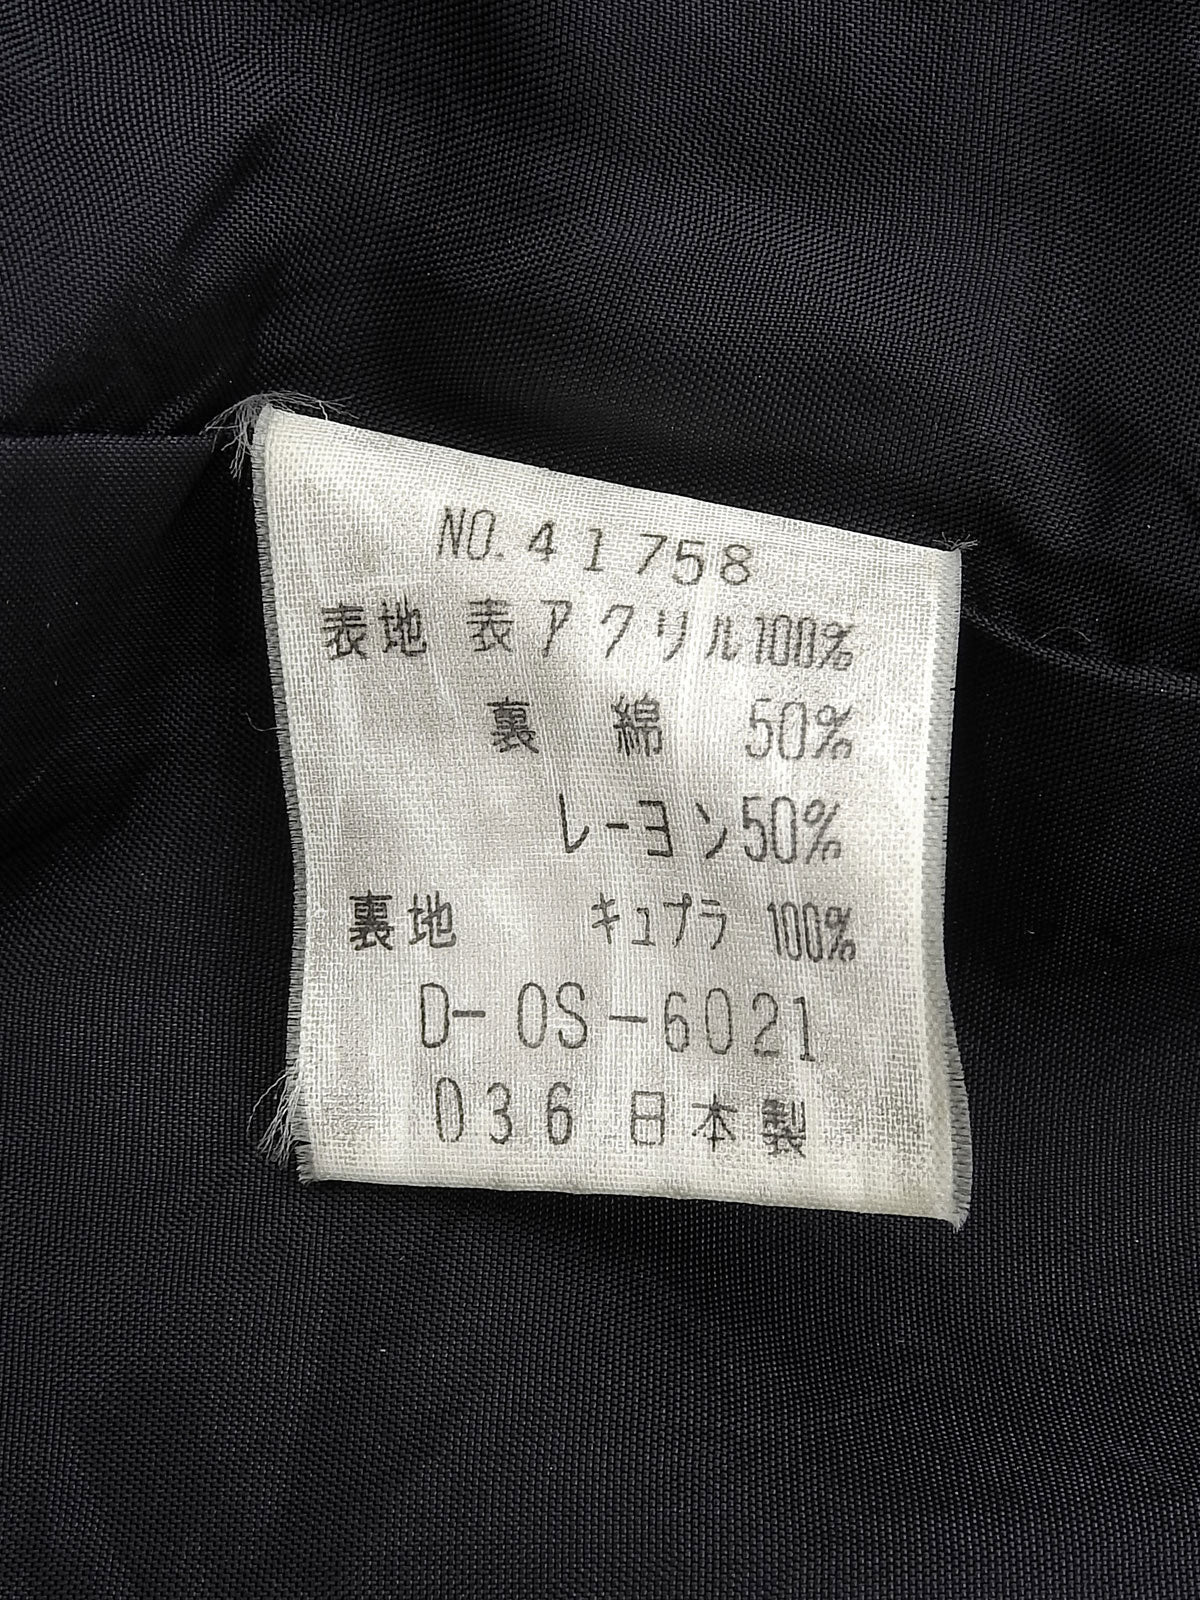 NO. 41758
表地 表アクリル100%
裏 綿 50%
レーヨン50%
裏地 キュプラ 100%
D-OS-6021
036 日本製